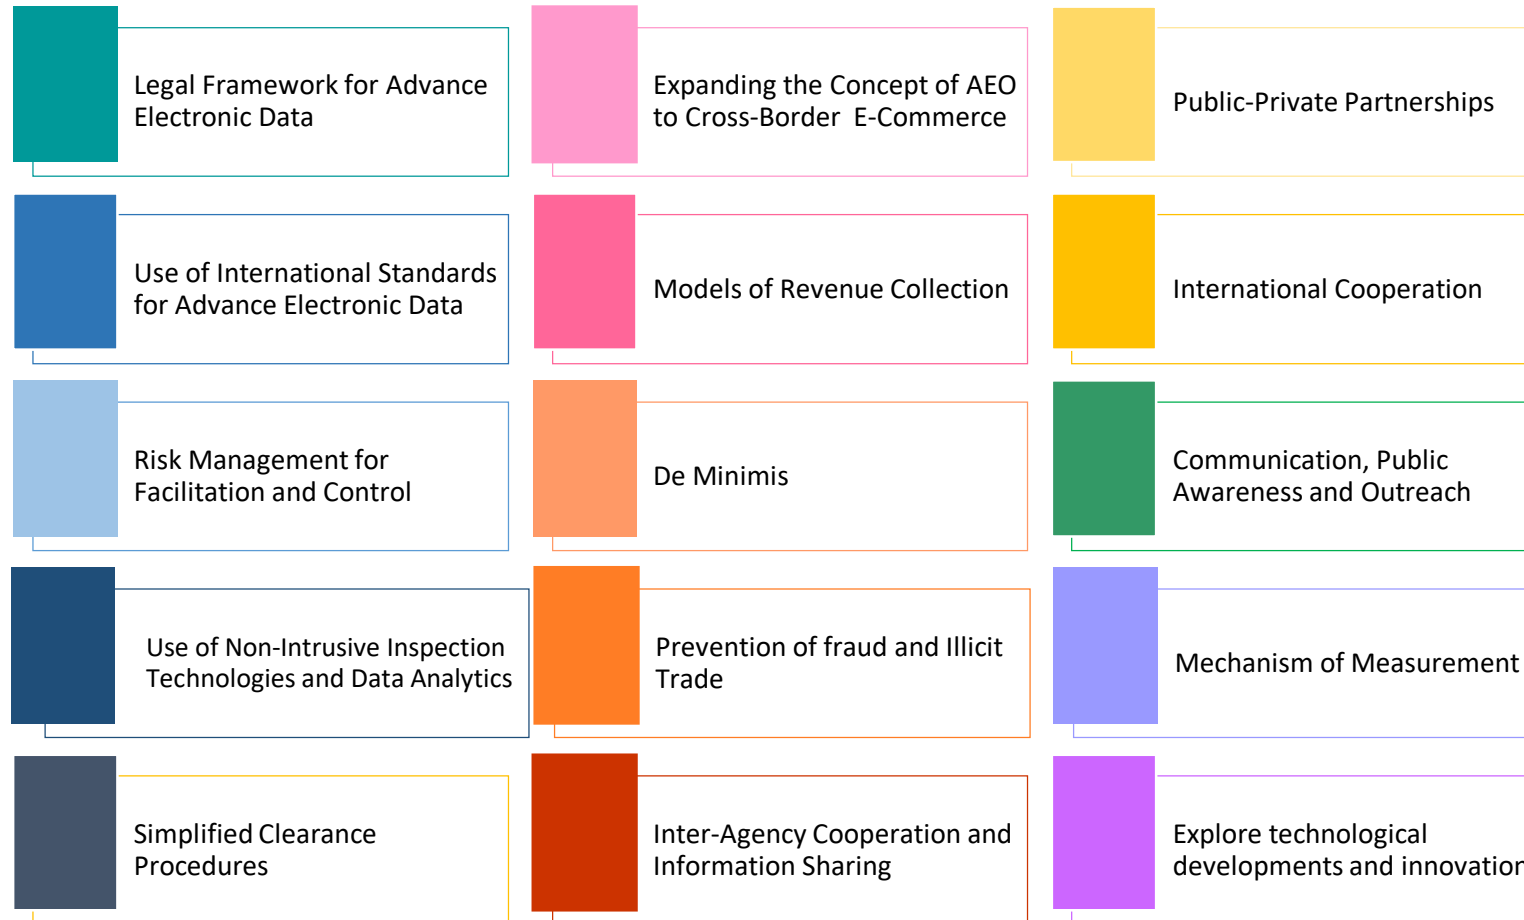 Legal Framework for Advance
Electronic Data
Expanding the Concept of AEO
to Cross-Border E-Commerce
Public-Private Partnerships
Use of International Standards
for Advance Electronic Data
Models of Revenue Collection
International Cooperation
Risk Management for
Facilitation and Control
De Minimis
Communication, Public
Awareness and Outreach
Use of Non-Intrusive Inspection
Technologies and Data Analytics
Prevention of fraud and Illicit
Trade
Mechanism of Measurement
Simplified Clearance
Procedures
Inter-Agency Cooperation and
Information Sharing
Explore technological
developments and innovation